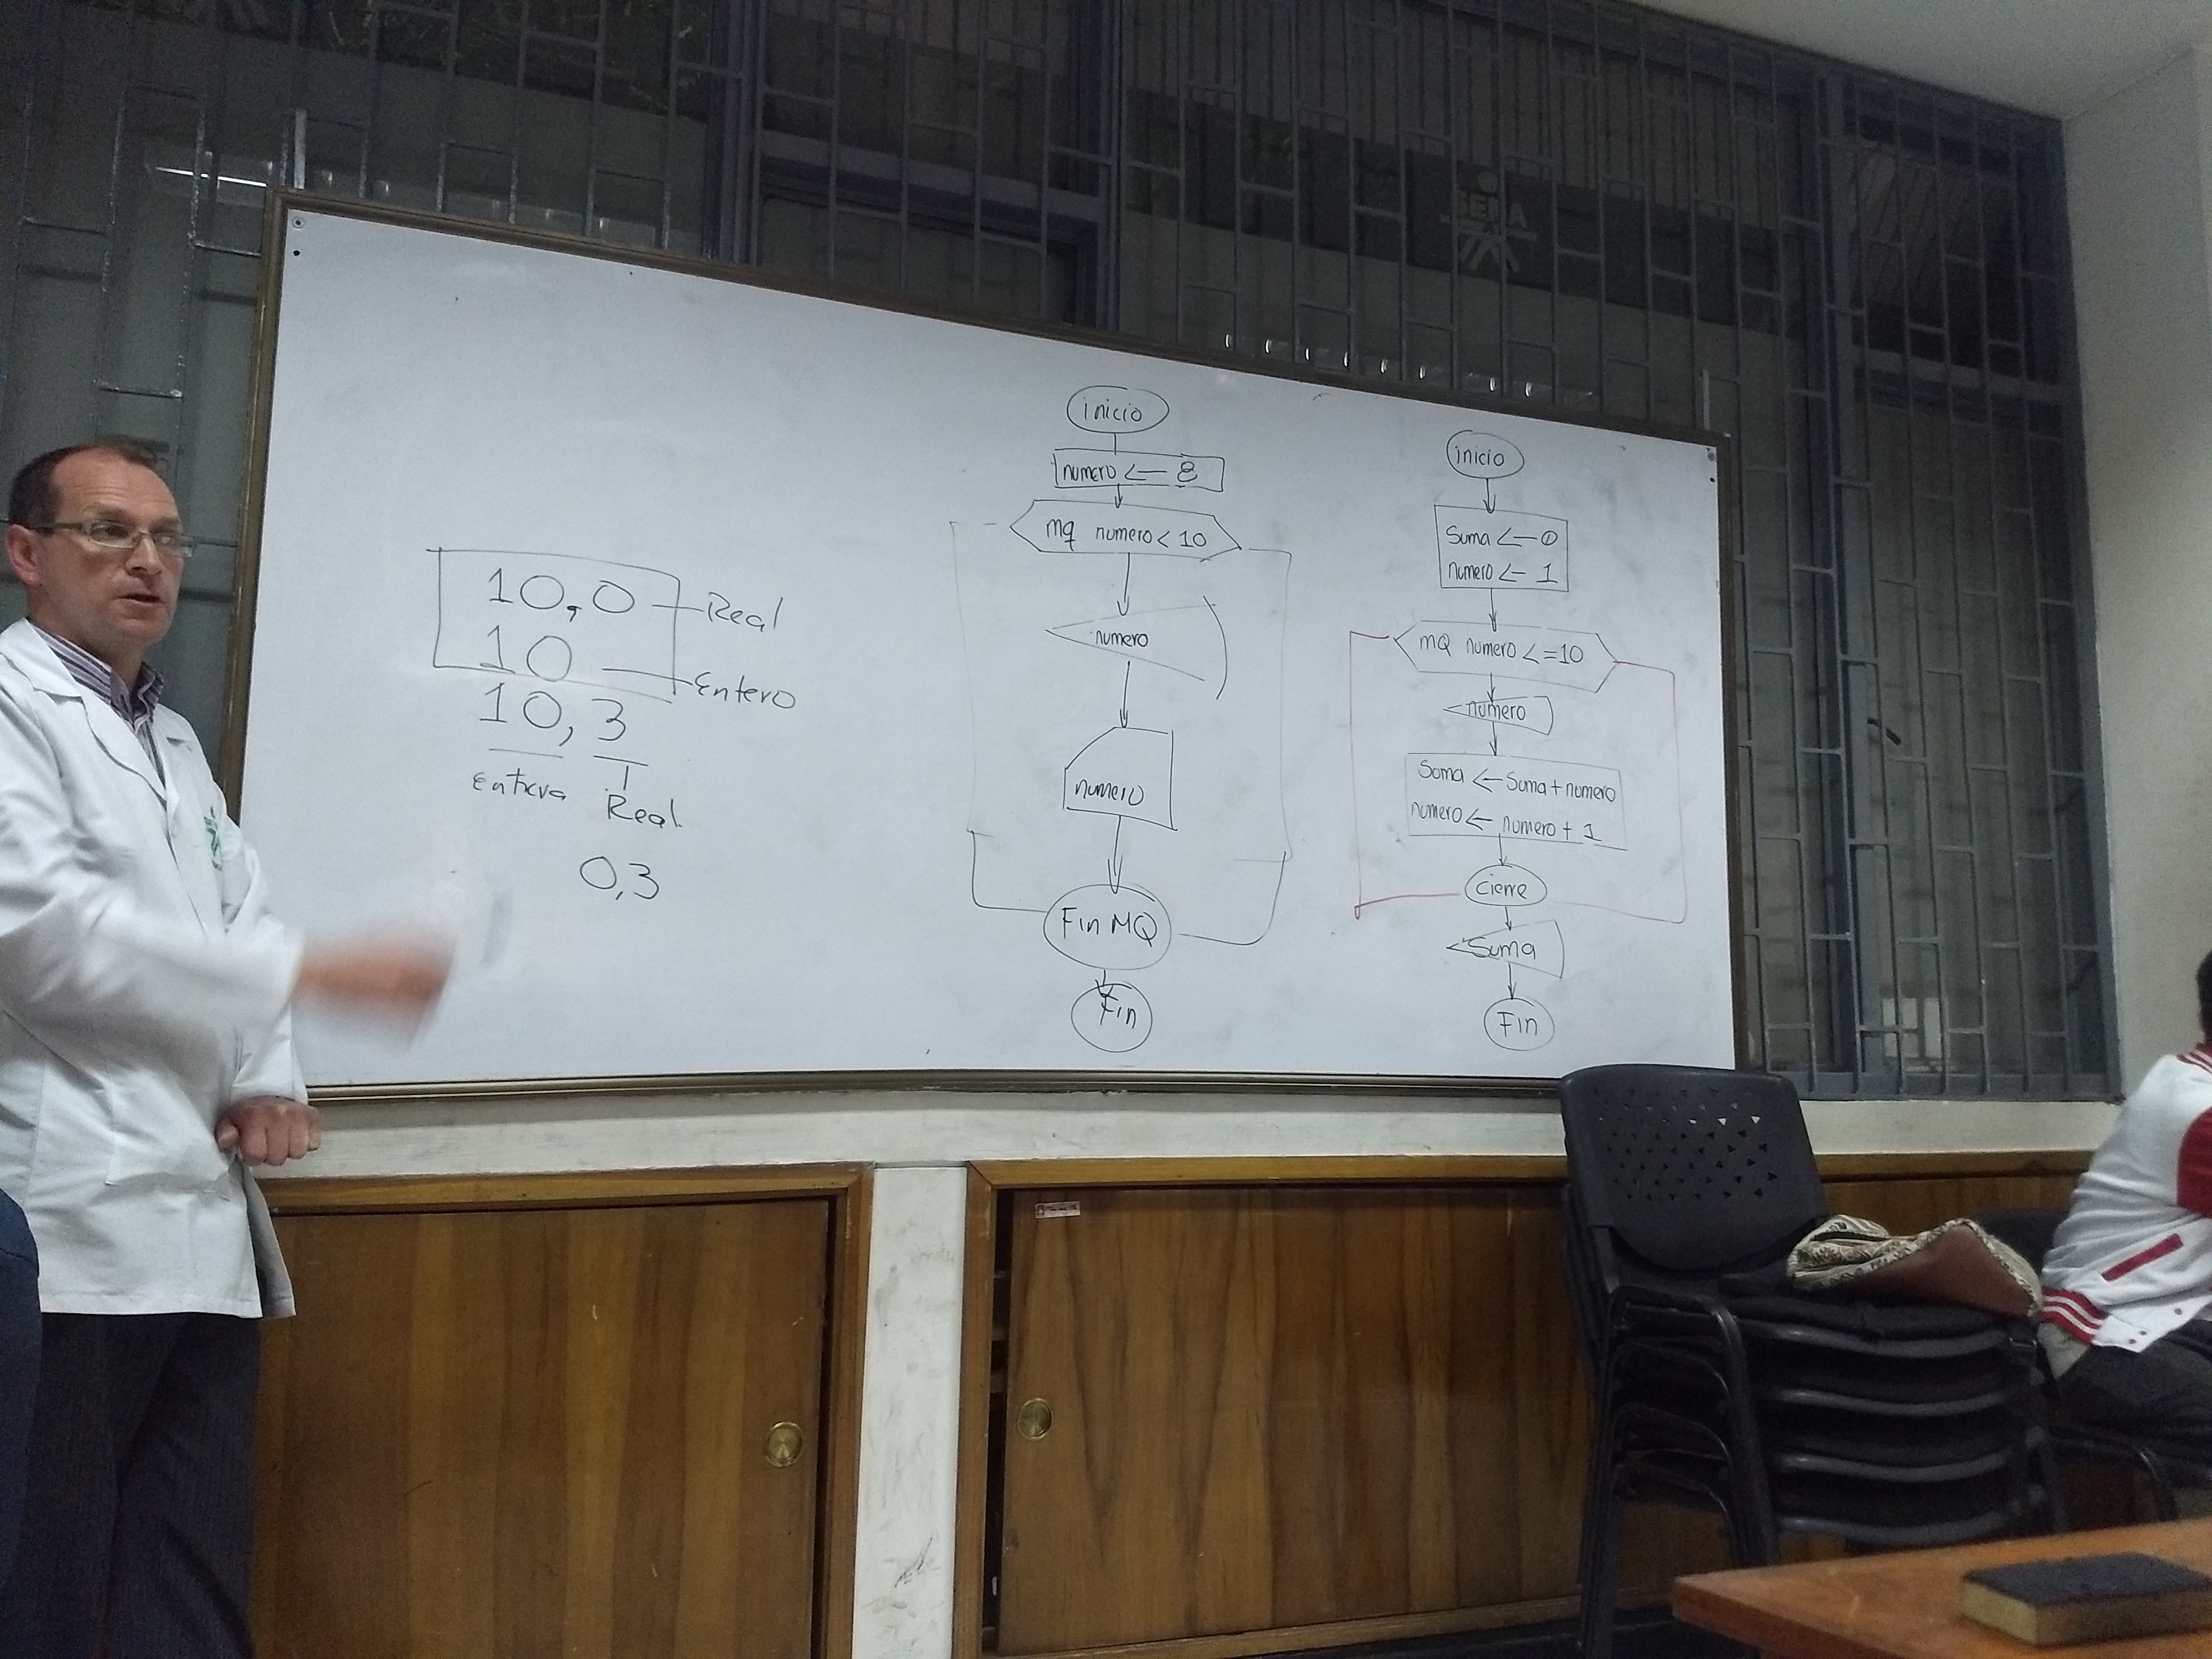 SENA
10,0 Real
10 Entero
10,3
entera Real
0,3
inicio
numero ← 8
mq numero < 10
numero
numero
Fin MQ
Fin
inicio
Suma ← 0
numero ← 1
MQ numero <=10
numero
Suma ← Suma + numero
numero ← numero + 1
cierre
Suma
Fin